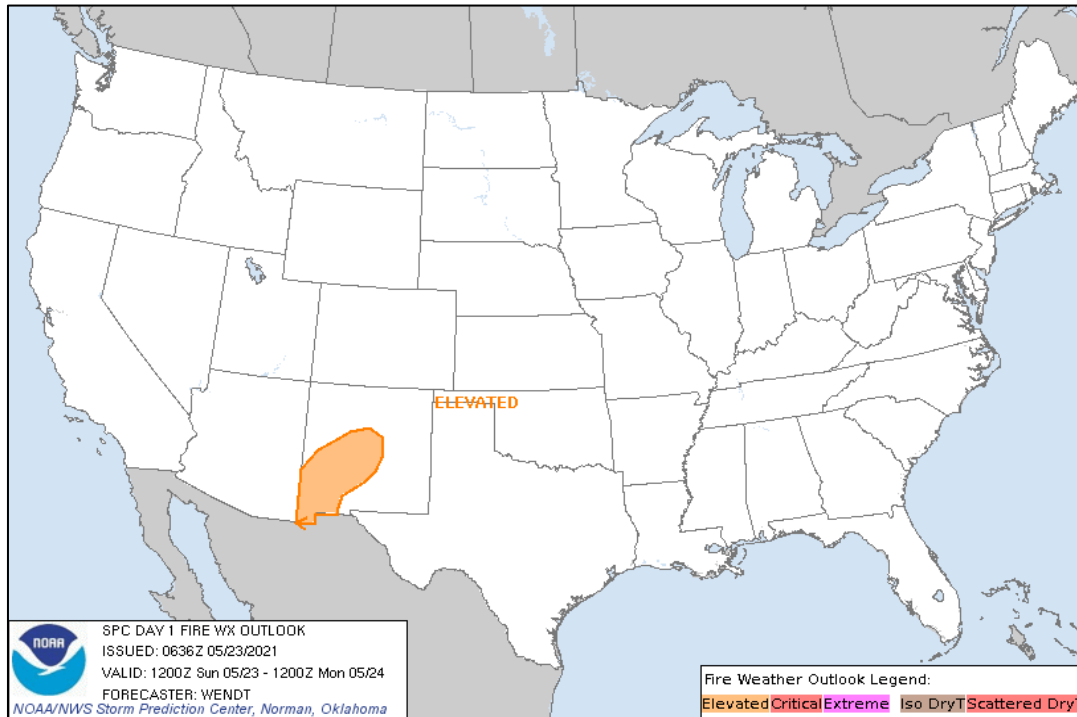 ELEVATED
NOAA
SPC DAY 1 FIRE WX OUTLOOK
ISSUED: 0636Z 05/23/2021
VALID: 1200Z Sun 05/23 - 1200Z Mon 05/24
FORECASTER: WENDT
NOAA/NWS Storm Prediction Center, Norman, Oklahoma
Fire Weather Outlook Legend:
Elevated Critical Extreme Iso DryT Scattered DryT